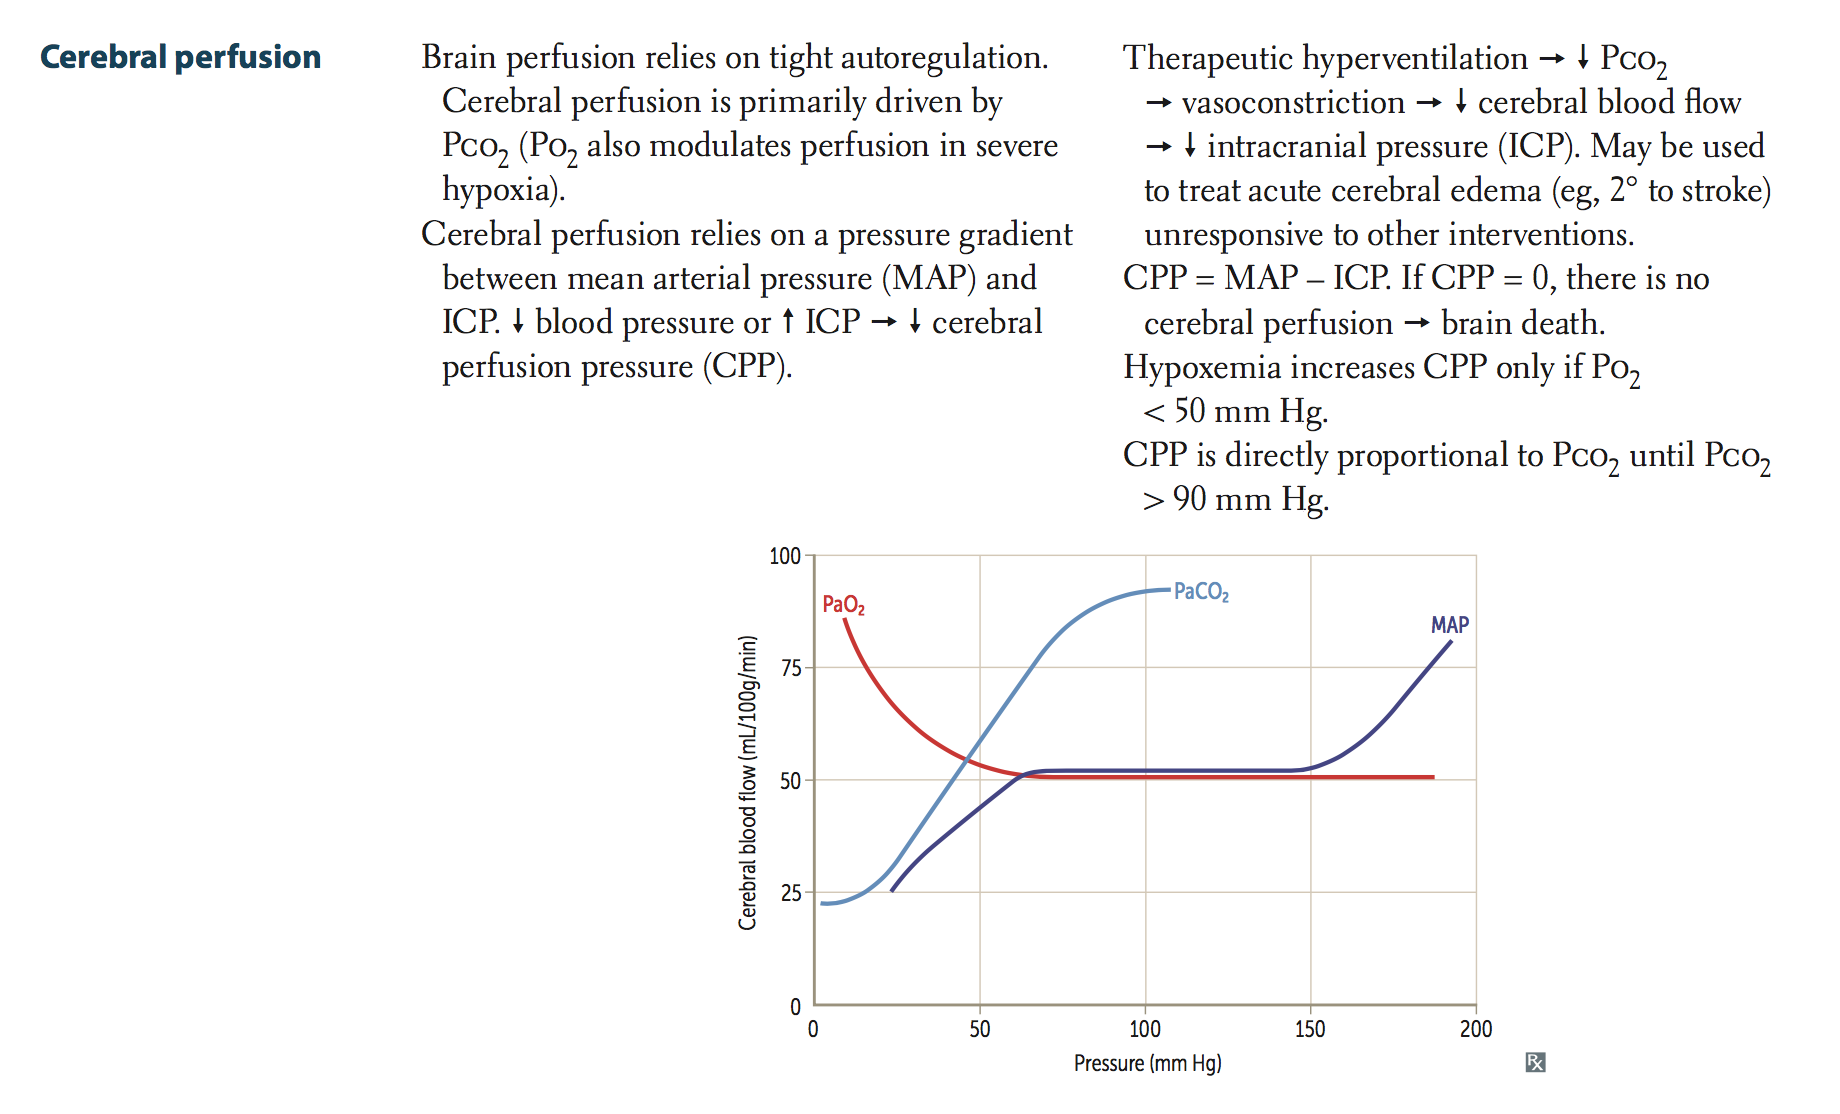 Cerebral perfusion
Brain perfusion relies on tight autoregulation.
Cerebral perfusion is primarily driven by
Pco₂ (Po₂ also modulates perfusion in severe
hypoxia).
Cerebral perfusion relies on a pressure gradient
between mean arterial pressure (MAP) and
ICP. ↓ blood pressure or ↑ ICP → ↓ cerebral
perfusion pressure (CPP).
Therapeutic hyperventilation → ↓ Pco₂
→ vasoconstriction → ↓ cerebral blood flow
→ ↓ intracranial pressure (ICP). May be used
to treat acute cerebral edema (eg, 2° to stroke)
unresponsive to other interventions.
CPP = MAP – ICP. If CPP = 0, there is no
cerebral perfusion → brain death.
Hypoxemia increases CPP only if Po₂
< 50 mm Hg.
CPP is directly proportional to Pco₂ until Pco₂
> 90 mm Hg.
Cerebral blood flow (mL/100g/min)
100
75
50
25
0
PaO₂
PaCO₂
MAP
0 50 100 150 200
Pressure (mm Hg)
Rx